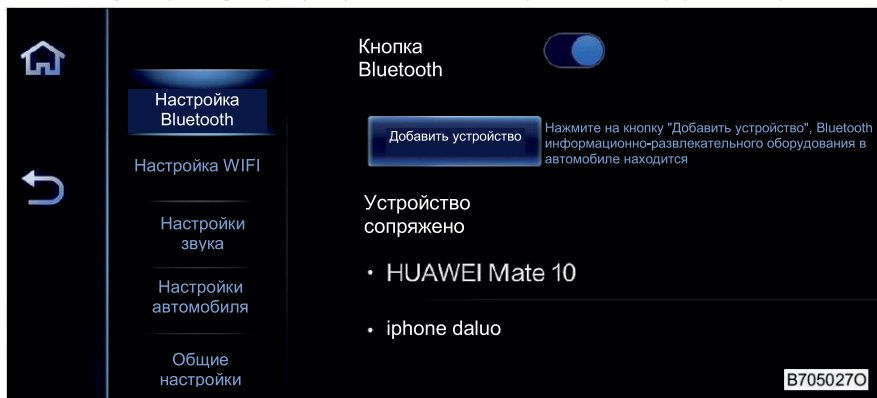 Кнопка
Bluetooth
Настройка
Bluetooth
Добавить устройство
Нажмите на кнопку "Добавить устройство", Bluetooth
информационно-развлекательного оборудования в
автомобиле находится
Настройка WIFI
Устройство
сопряжено
Настройки
звука
• HUAWEI Mate 10
Настройки
автомобиля
• iphone daluo
Общие
настройки
B705027O